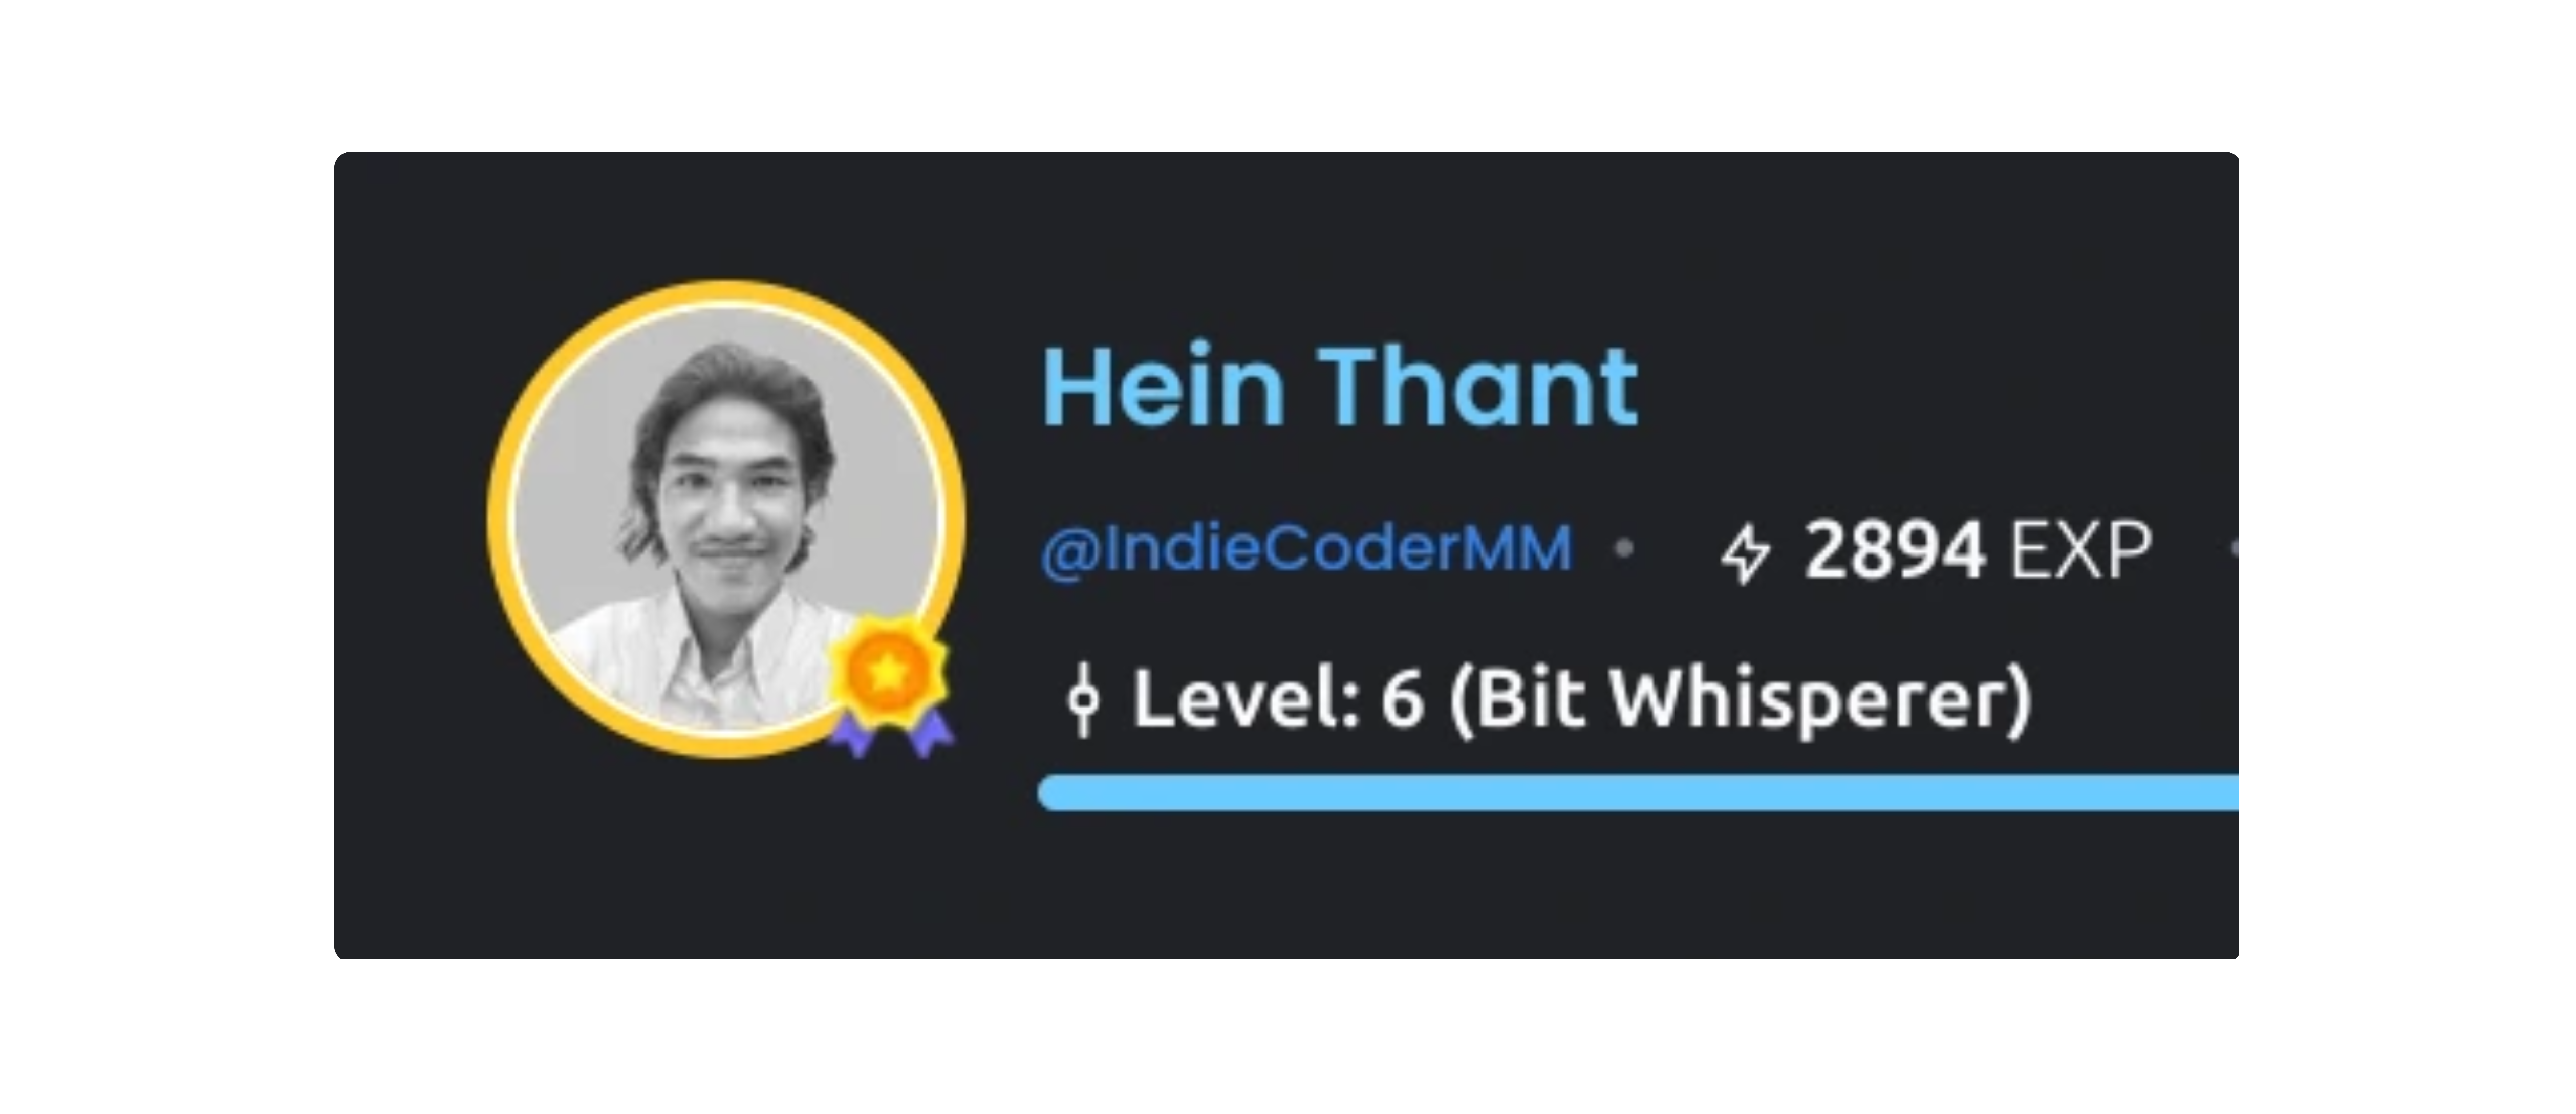 Hein Thant
@IndieCoderMM • 2894 EXP •
Level: 6 (Bit Whisperer)